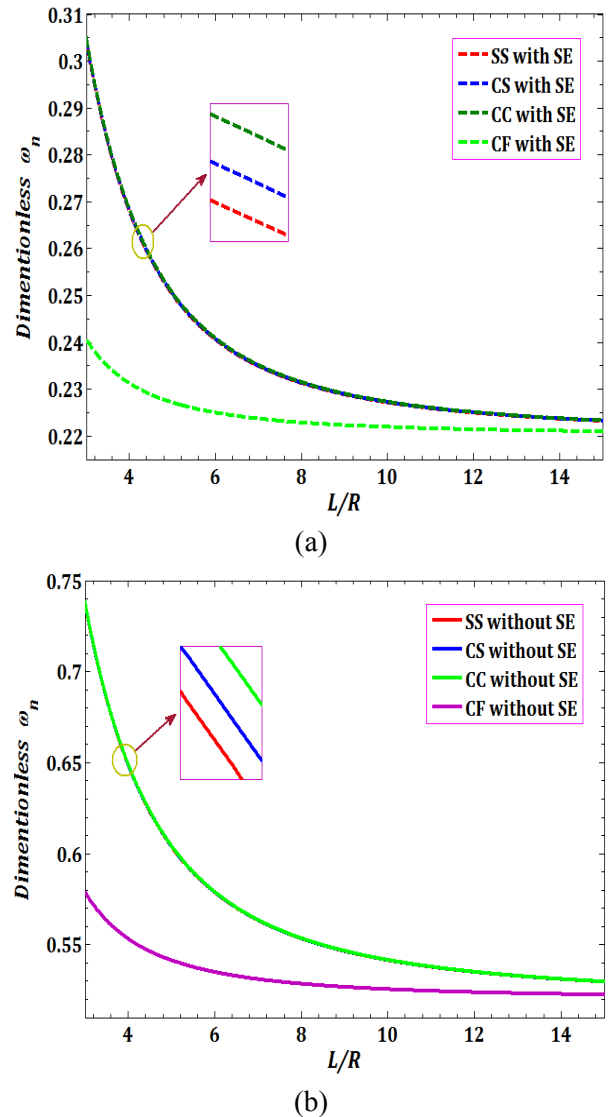 0.31
0.3
0.29
0.28
0.27
0.26
0.25
0.24
0.23
0.22
Dimentionless ωn
SS with SE
CS with SE
CC with SE
CF with SE
4 6 8 10 12 14
L/R
(a)
0.75
0.7
0.65
0.6
0.55
Dimentionless ωn
SS without SE
CS without SE
CC without SE
CF without SE
4 6 8 10 12 14
L/R
(b)